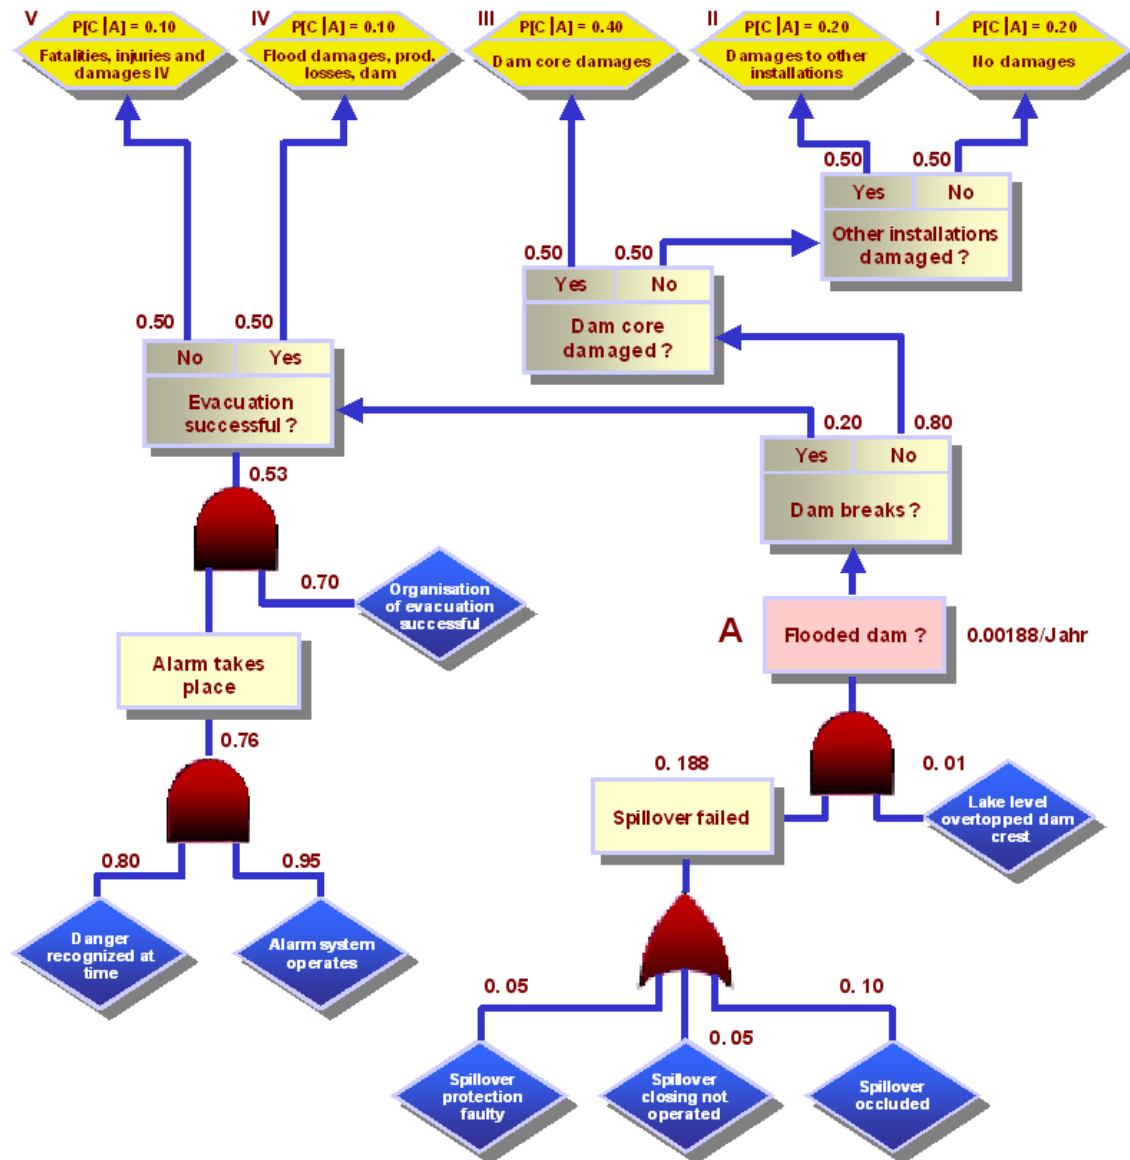 V
IV
III
II
I
P[C | A] = 0.10
Fatalities, injuries and
damages IV
P[C | A] = 0.10
Flood damages, prod.
losses, dam
P[C | A] = 0.40
Dam core damages
P[C | A] = 0.20
Damages to other
installations
P[C | A] = 0.20
No damages
0.50
0.50
Yes
No
Other installations
damaged ?
0.50
0.50
Yes
No
Dam core
damaged ?
0.50
0.50
No
Yes
Evacuation
successful ?
0.20
0.80
Yes
No
Dam breaks ?
0.53
0.70
Organisation
of evacuation
successful
A
Flooded dam ?
0.00188/Jahr
Alarm takes
place
0.76
0. 188
Spillover failed
0. 01
Lake level
overtopped dam
crest
0.80
0.95
Danger
recognized at
time
Alarm system
operates
0. 05
0. 05
0. 10
Spillover
protection
faulty
Spillover
closing not
operated
Spillover
occluded